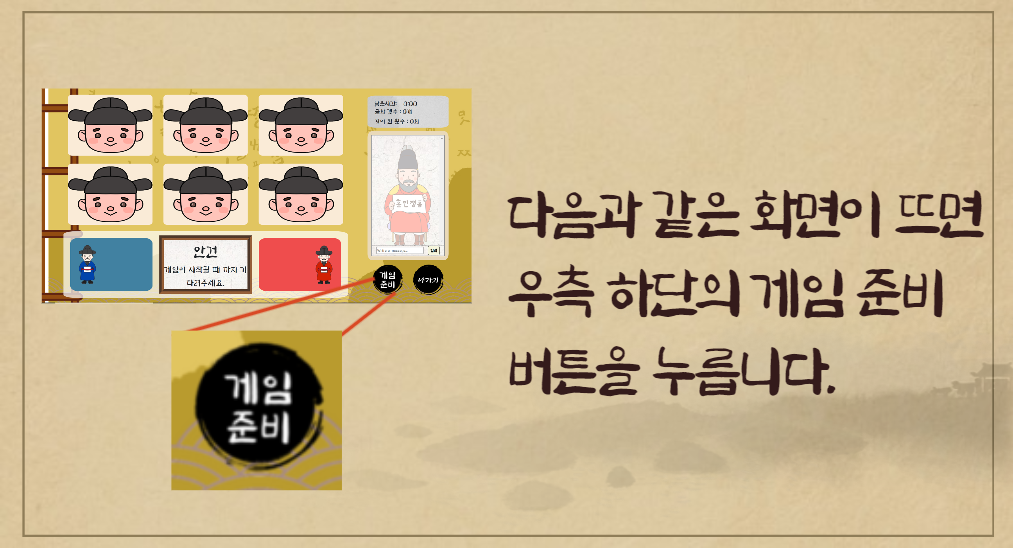 안건
게임이 시작될 때 까지 기
다려주세요.
게임
준비
나가기
게임
준비
다음과 같은 화면이 뜨면
우측 하단의 게임 준비
버튼을 누릅니다.